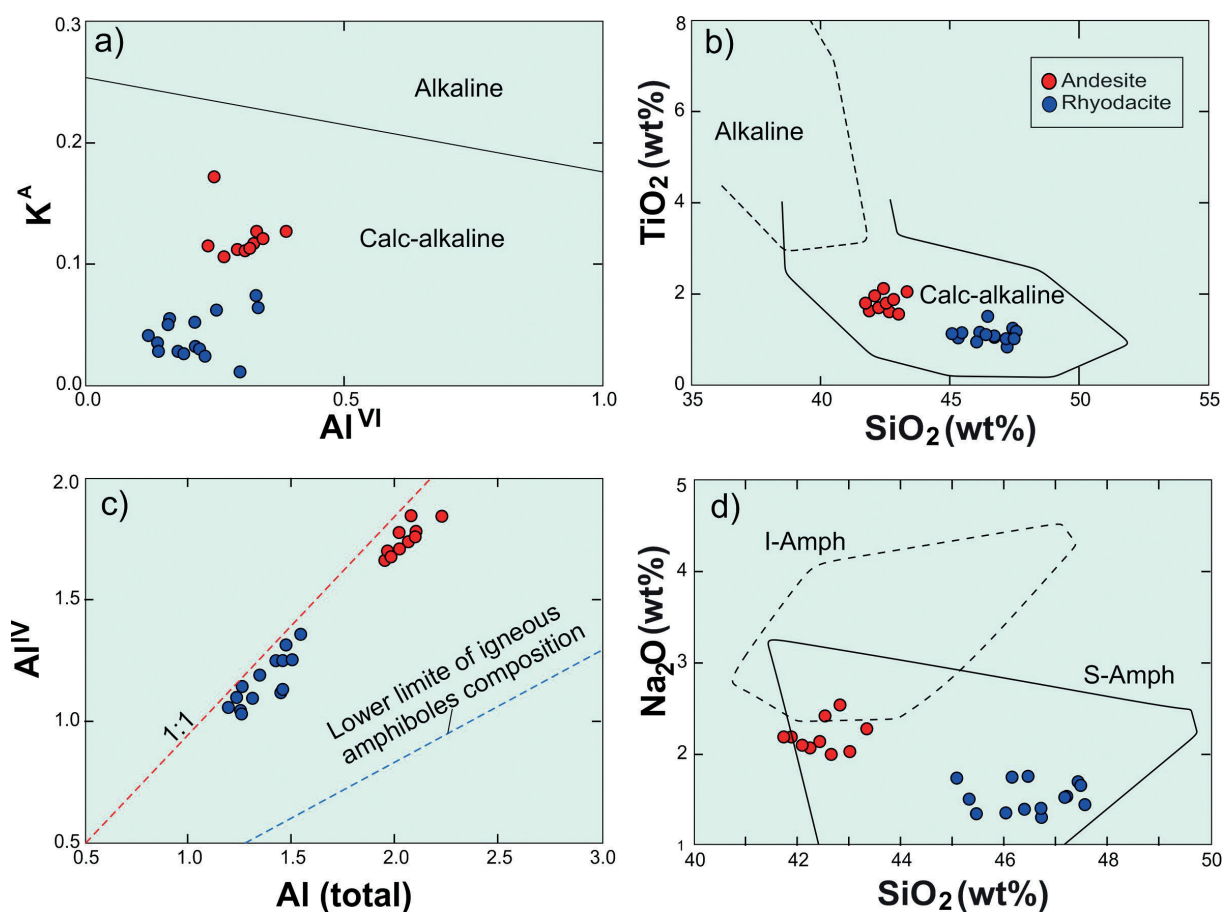 a)
0.3
0.2
0.1
0.0
K^A
Alkaline
Calc-alkaline
0.0 0.5 1.0
Al^VI
b)
8
6
4
2
0
TiO₂ (wt%)
Andesite
Rhyodacite
Alkaline
Calc-alkaline
35 40 45 50 55
SiO₂ (wt%)
c)
2.0
1.5
1.0
0.5
Al^IV
1:1
Lower limite of igneous
amphiboles composition
0.5 1.0 1.5 2.0 2.5 3.0
Al (total)
d)
5
4
3
2
1
Na₂O (wt%)
I-Amph
S-Amph
40 42 44 46 48 50
SiO₂ (wt%)